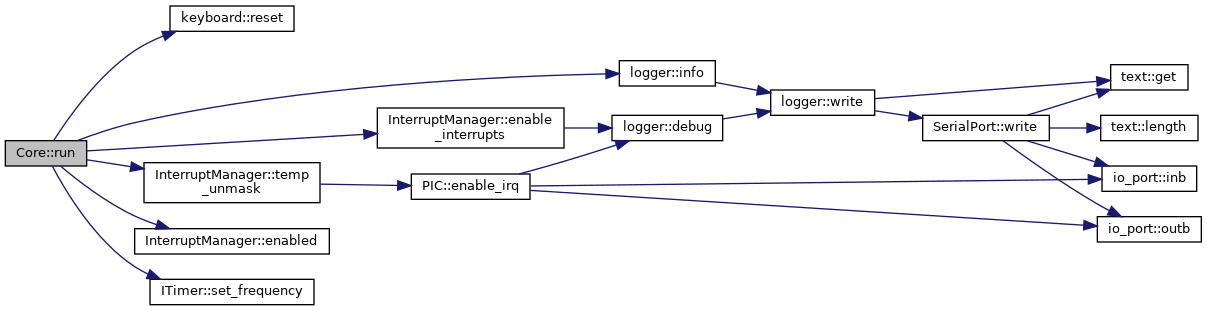 keyboard::reset
logger::info
text::get
logger::write
InterruptManager::enable
_interrupts
logger::debug
SerialPort::write
text::length
Core::run
InterruptManager::temp
_unmask
PIC::enable_irq
io_port::inb
io_port::outb
InterruptManager::enabled
ITimer::set_frequency